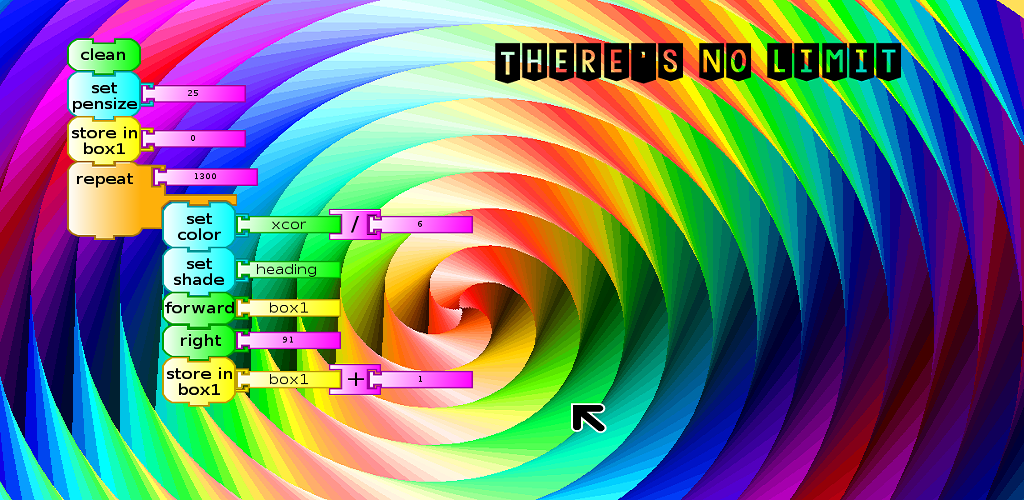 THERE'S NO LIMIT
clean
set pensize 25
store in box1 0
repeat 1300
set color xcor / 6
set shade heading
forward box1
right 91
store in box1 box1 + 1